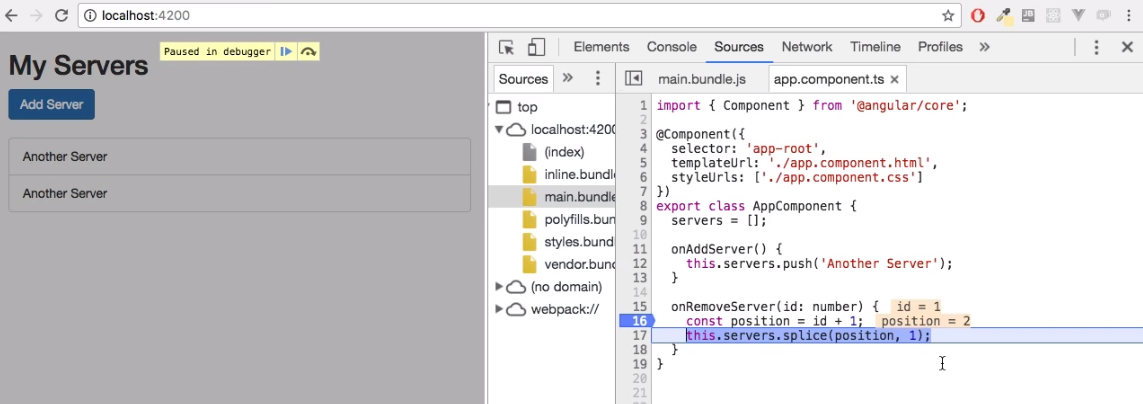 localhost:4200
Paused in debugger
My Servers
Add Server
Another Server
Another Server
Elements Console Sources Network Timeline Profiles »
Sources » main.bundle.js app.component.ts ×
top
localhost:4200
(index)
inline.bundl
main.bundle
polyfills.bun
styles.bund
vendor.bund
(no domain)
webpack://
1 import { Component } from '@angular/core';
2
3 @Component({
4 selector: 'app-root',
5 templateUrl: './app.component.html',
6 styleUrls: ['./app.component.css']
7 })
8 export class AppComponent {
9 servers = [];
10
11 onAddServer() {
12 this.servers.push('Another Server');
13 }
14
15 onRemoveServer(id: number) { id = 1
16 const position = id + 1; position = 2
17 this.servers.splice(position, 1);
18 }
19 }
20
21